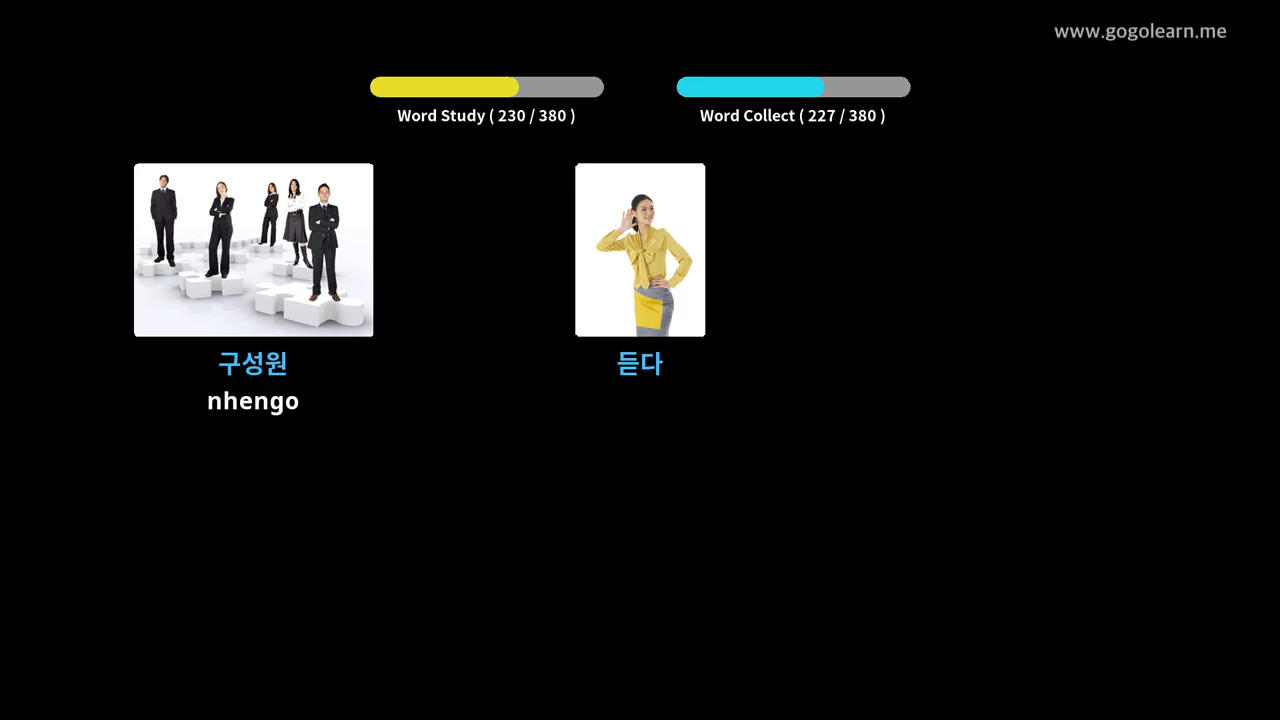 www.gogolearn.me
Word Study ( 230 / 380 )
Word Collect ( 227 / 380 )
구성원
nhengo
듣다